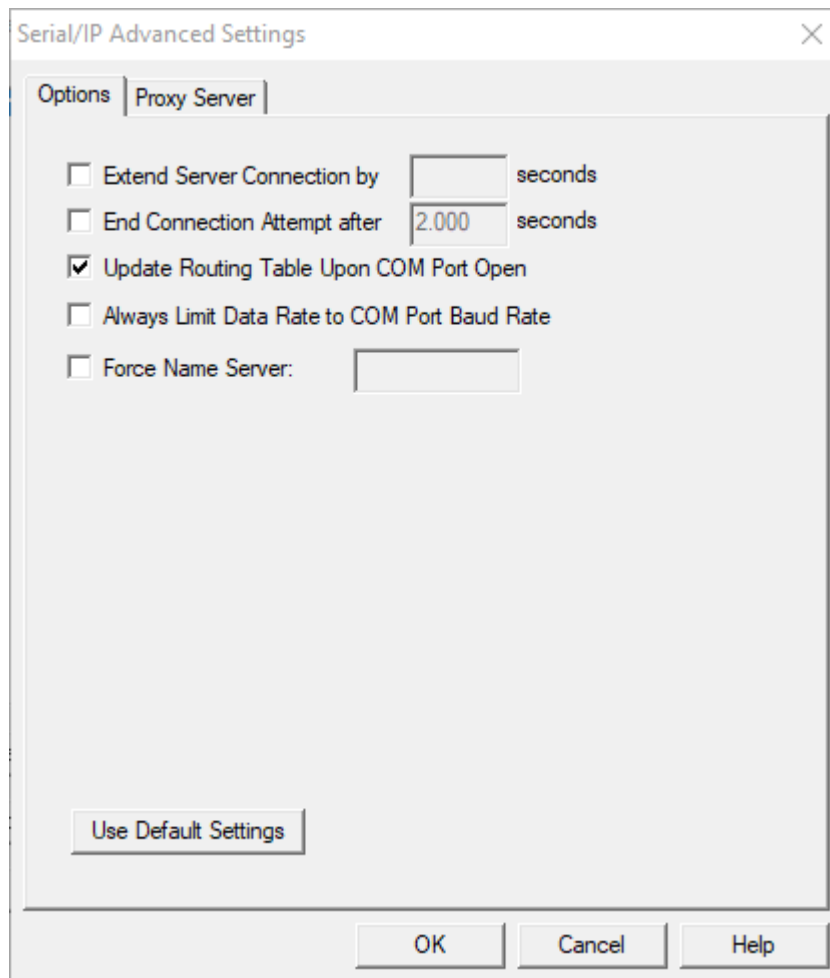 Serial/IP Advanced Settings
Options Proxy Server
Extend Server Connection by seconds
End Connection Attempt after 2.000 seconds
Update Routing Table Upon COM Port Open
Always Limit Data Rate to COM Port Baud Rate
Force Name Server:
Use Default Settings
OK Cancel Help